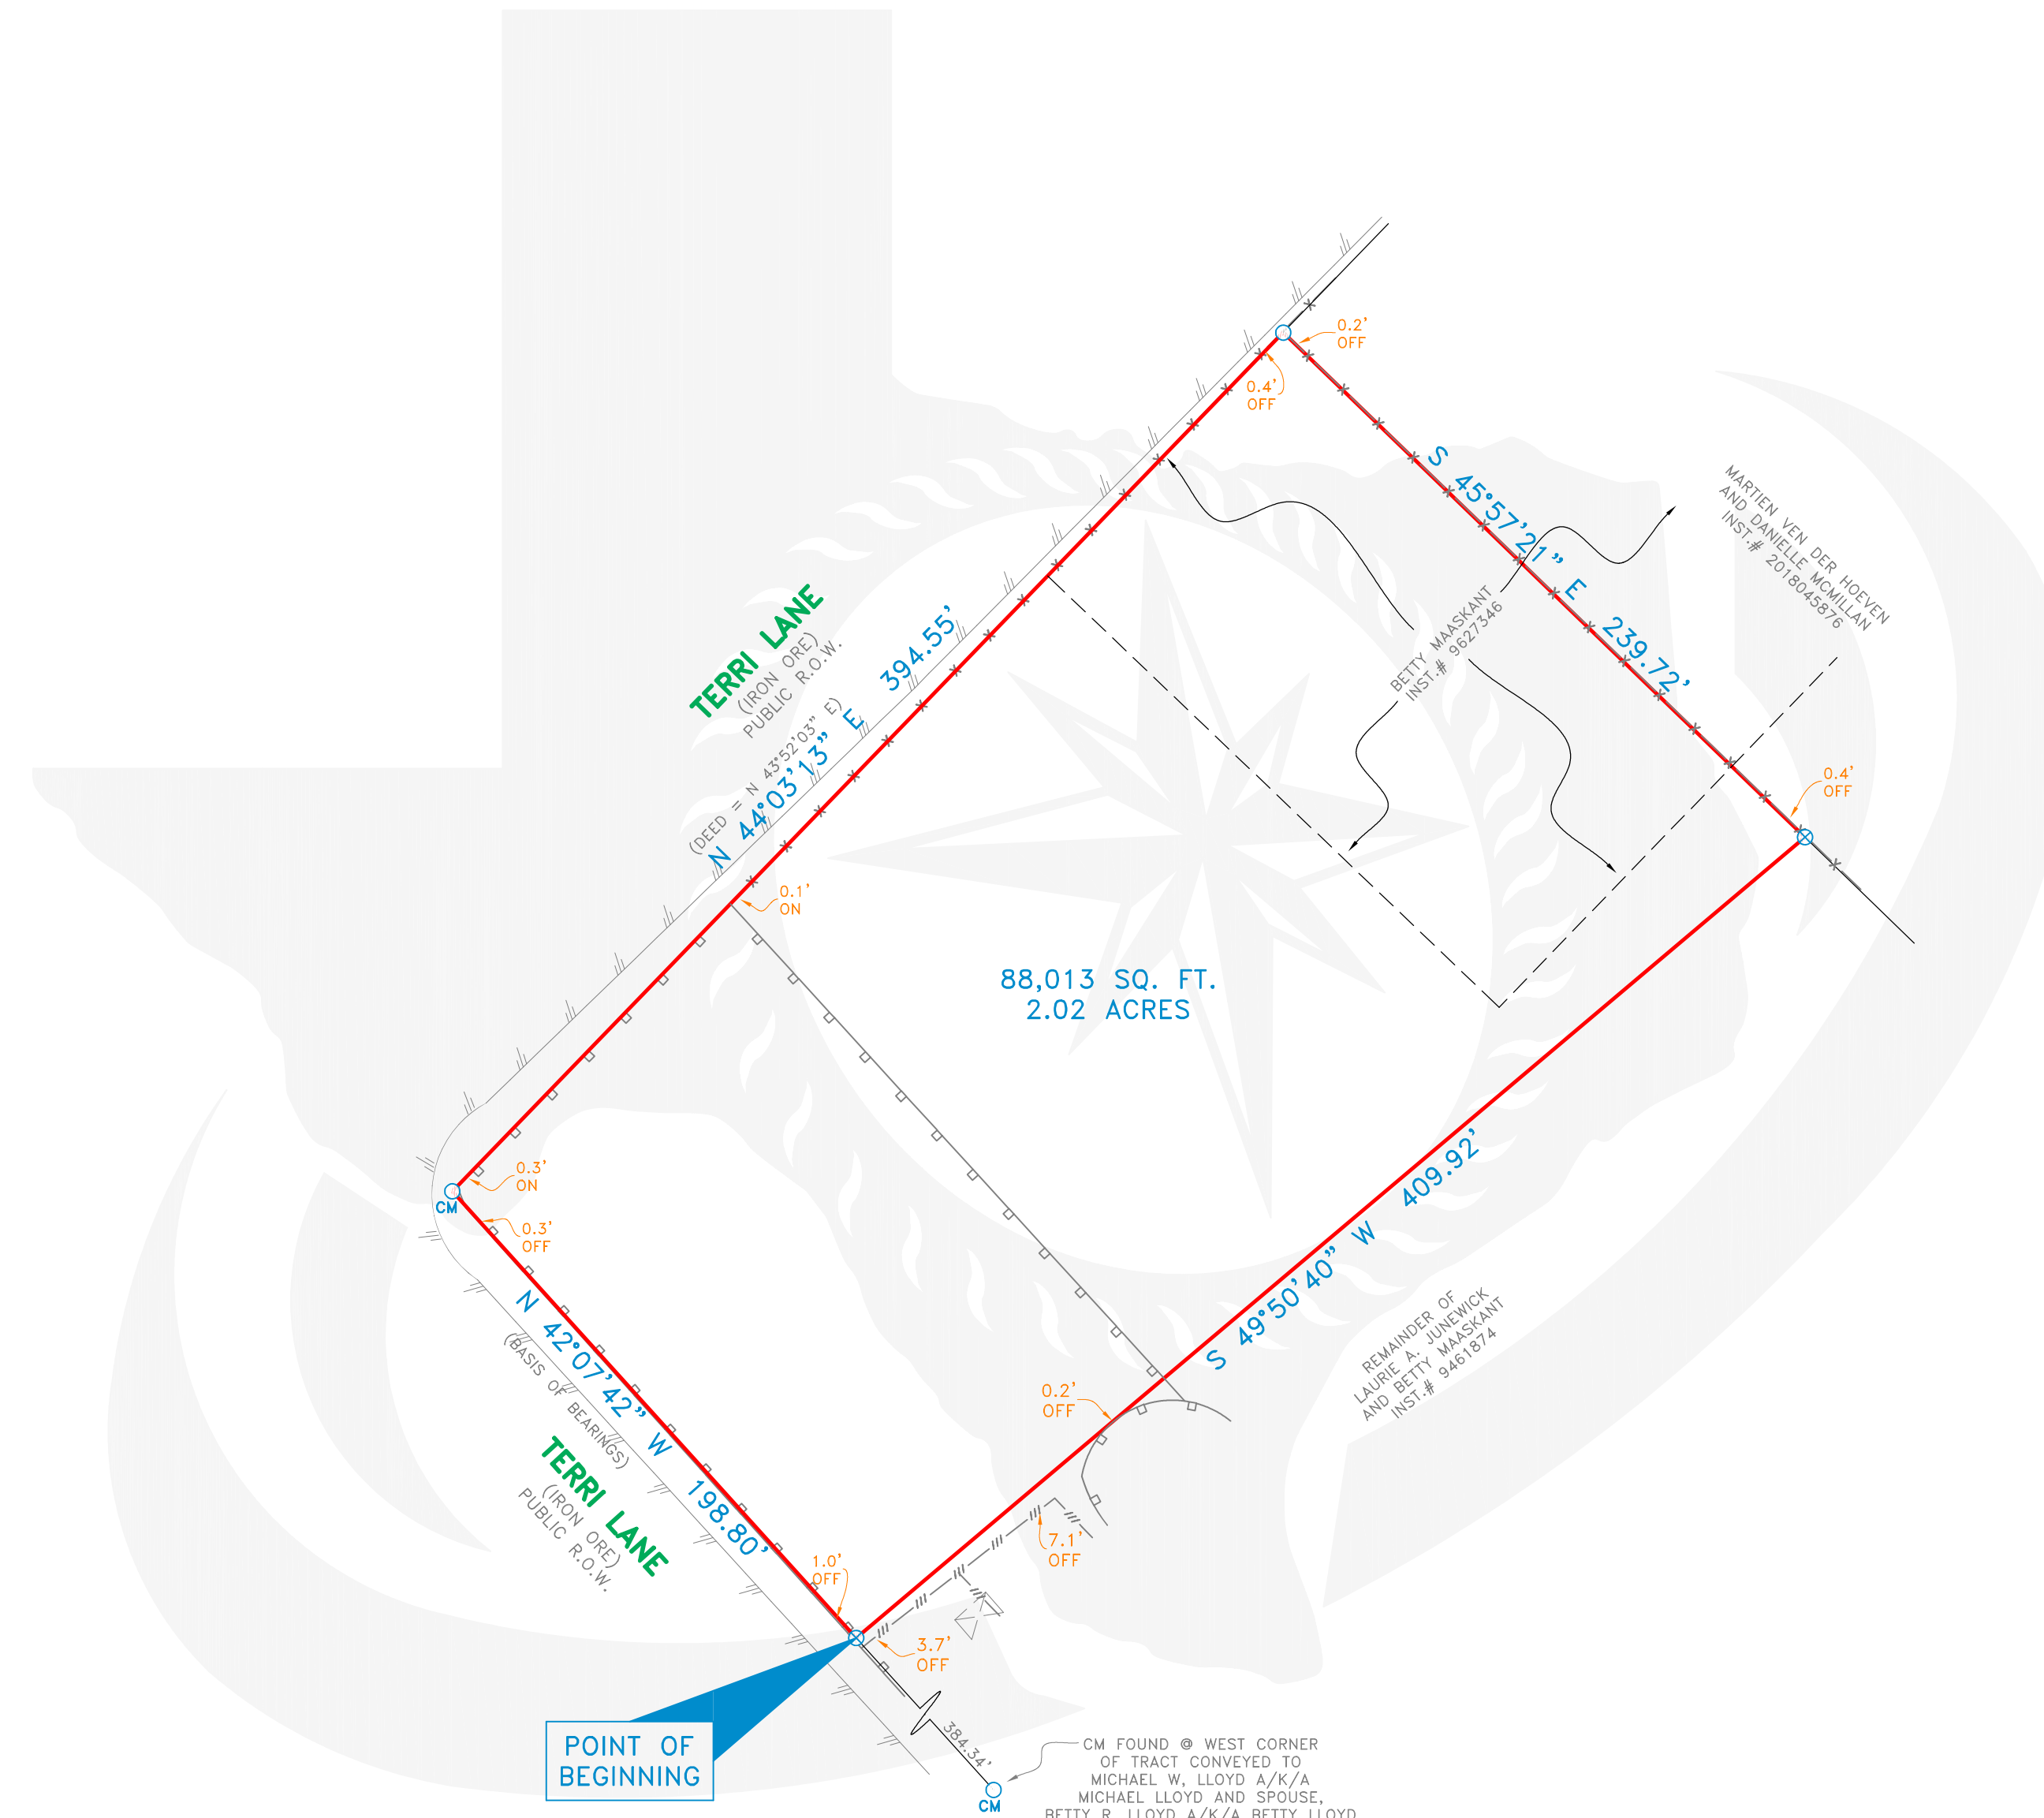 0.2'
OFF
0.4'
OFF
S 45°57'21" E 239.72'
MARTIEN VEN DER HOEVEN
AND DANIELLE MCMILLAN
INST.# 2018045876
BETTY MAASKANT
INST.# 9627346
TERRI LANE
(IRON ORE)
PUBLIC R.O.W.
(DEED = N 43°52'03" E)
N 44°03'13" E 394.55'
0.4'
OFF
0.1'
ON
88,013 SQ. FT.
2.02 ACRES
0.3'
ON
CM
0.3'
OFF
S 49°50'40" W 409.92'
REMAINDER OF
LAURIE A. JUNEWICK
AND BETTY MAASKANT
INST.# 9461874
N 42°07'42" W 198.80'
(BASIS OF BEARINGS)
TERRI LANE
(IRON ORE)
PUBLIC R.O.W.
0.2'
OFF
7.1'
OFF
1.0'
OFF
3.7'
OFF
POINT OF
BEGINNING
384.34'
CM
CM FOUND @ WEST CORNER
OF TRACT CONVEYED TO
MICHAEL W, LLOYD A/K/A
MICHAEL LLOYD AND SPOUSE,
BETTY R. LLOYD A/K/A BETTY LLOYD